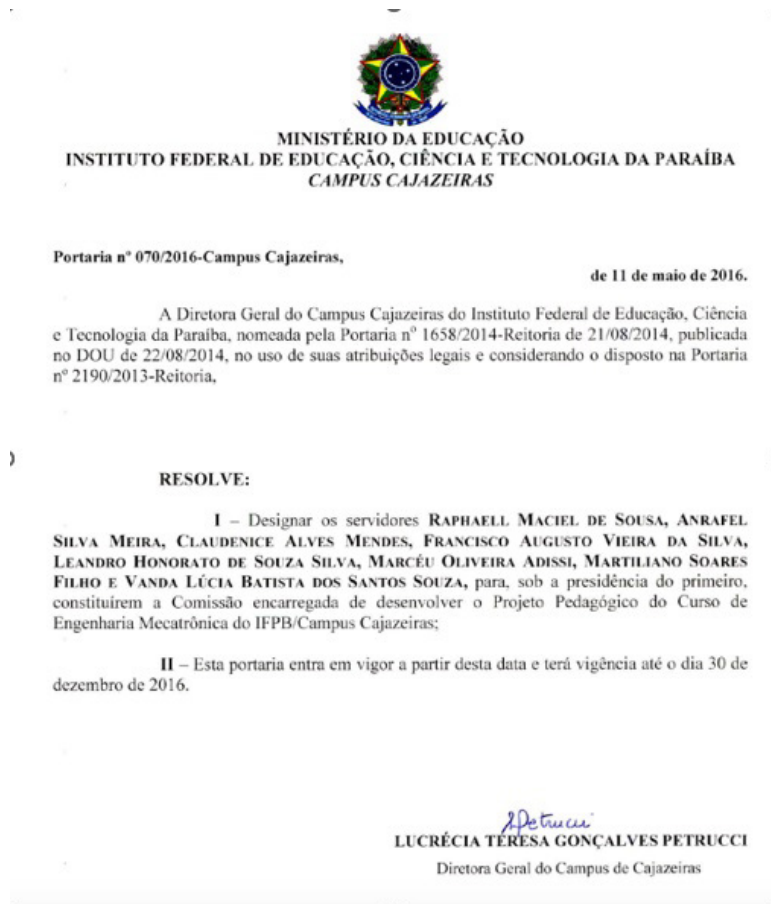 MINISTÉRIO DA EDUCAÇÃO
INSTITUTO FEDERAL DE EDUCAÇÃO, CIÊNCIA E TECNOLOGIA DA PARAÍBA
CAMPUS CAJAZEIRAS
Portaria nº 070/2016-Campus Cajazeiras,
de 11 de maio de 2016.
A Diretora Geral do Campus Cajazeiras do Instituto Federal de Educação, Ciência
e Tecnologia da Paraíba, nomeada pela Portaria nº 1658/2014-Reitoria de 21/08/2014, publicada
no DOU de 22/08/2014, no uso de suas atribuições legais e considerando o disposto na Portaria
nº 2190/2013-Reitoria,
RESOLVE:
I – Designar os servidores RAPHAELL MACIEL DE SOUSA, ANRAFEL
SILVA MEIRA, CLAUDENICE ALVES MENDES, FRANCISCO AUGUSTO VIEIRA DA SILVA,
LEANDRO HONORATO DE SOUZA SILVA, MARCÉU OLIVEIRA ADISSI, MARTILIANO SOARES
FILHO E VANDA LÚCIA BATISTA DOS SANTOS SOUZA, para, sob a presidência do primeiro,
constituírem a Comissão encarregada de desenvolver o Projeto Pedagógico do Curso de
Engenharia Mecatrônica do IFPB/Campus Cajazeiras;
II – Esta portaria entra em vigor a partir desta data e terá vigência até o dia 30 de
dezembro de 2016.
LPetrucci
LUCRÉCIA TERESA GONÇALVES PETRUCCI
Diretora Geral do Campus de Cajazeiras